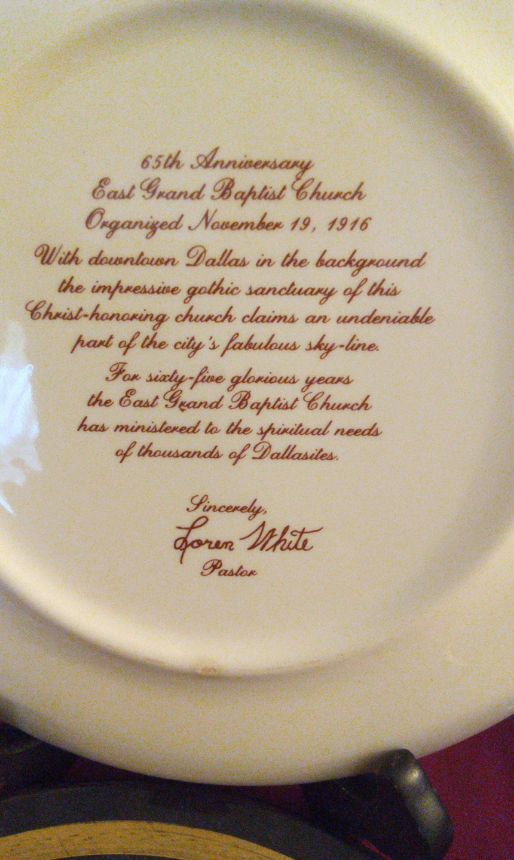 65th Anniversary
East Grand Baptist Church
Organized November 19, 1916
With downtown Dallas in the background
the impressive gothic sanctuary of this
Christ-honoring church claims an undeniable
part of the city's fabulous sky-line.
For sixty-five glorious years
the East Grand Baptist Church
has ministered to the spiritual needs
of thousands of Dallasites.
Sincerely,
Loren White
Pastor